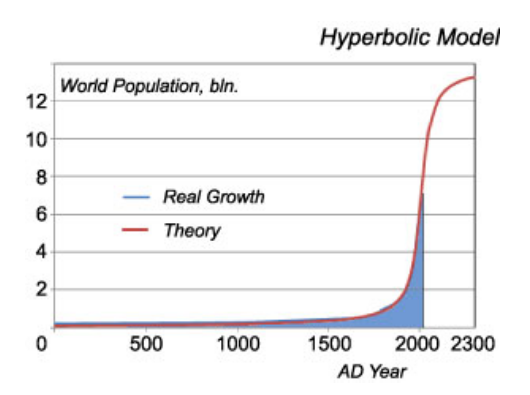 Hyperbolic Model
World Population, bln.
12
10
8
6
4
2
Real Growth
Theory
0 500 1000 1500 2000 2300
AD Year